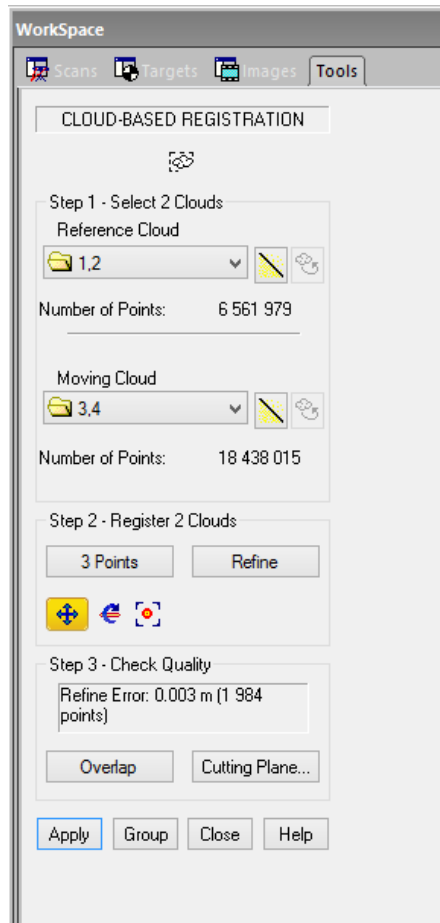 WorkSpace
Scans Targets Images Tools
CLOUD-BASED REGISTRATION
Step 1 - Select 2 Clouds
Reference Cloud
1,2
Number of Points: 6 561 979
Moving Cloud
3,4
Number of Points: 18 438 015
Step 2 - Register 2 Clouds
3 Points Refine
Step 3 - Check Quality
Refine Error: 0.003 m (1 984
points)
Overlap Cutting Plane...
Apply Group Close Help